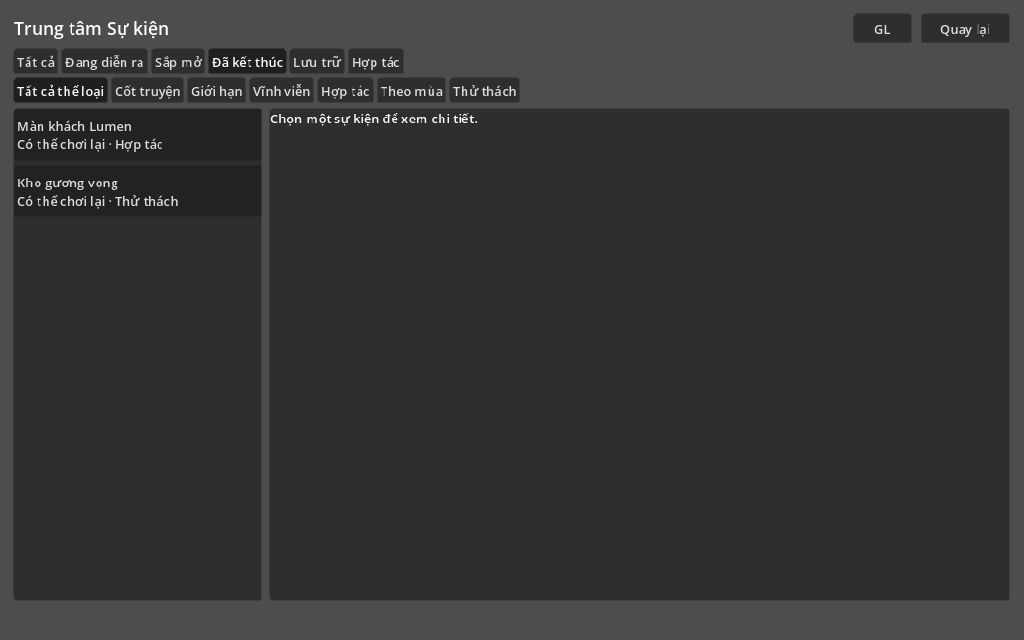 Trung tâm Sự kiện
GL
Quay lại
Tất cả
Đang diễn ra
Sắp mở
Đã kết thúc
Lưu trữ
Hợp tác
Tất cả thể loại
Cốt truyện
Giới hạn
Vĩnh viễn
Hợp tác
Theo mùa
Thử thách
Màn khách Lumen
Có thể chơi lại · Hợp tác
Kho gương vọng
Có thể chơi lại · Thử thách
Chọn một sự kiện để xem chi tiết.